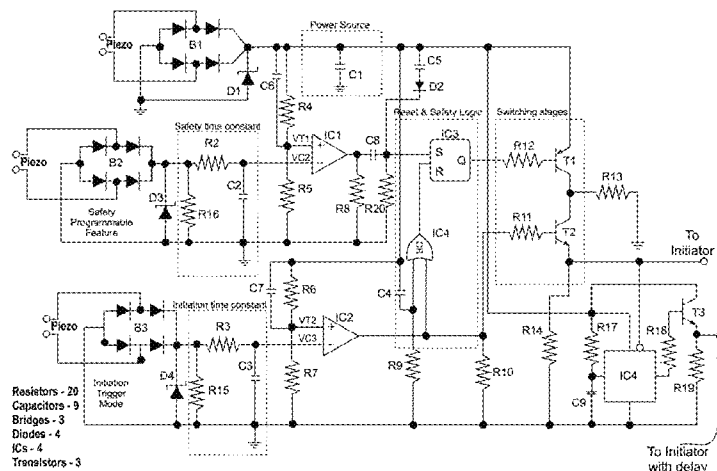 Piezo
B1
D1
C6
R4
Power Source
C1
C5
D2
VT1
VC2
IC1
C8
R5
R8
R20
Reset & Safety Logic
IC3
S
R
Q
IC4
Switching stages
R12
T1
R13
R11
T2
To
Initiator
Piezo
B2
Safety
Programmable
Feature
D3
Safety time constant
R2
R16
C2
C7
R6
VT2
VC3
IC2
R7
C4
R9
R10
R14
R17
C9
IC4
R18
T3
R19
Piezo
B3
Initiation
Trigger
Mode
D4
Initiation time constant
R3
R15
C3
Resistors - 20
Capacitors - 9
Bridges - 3
Diodes - 4
ICs - 4
Transistors - 3
To Initiator
with delay